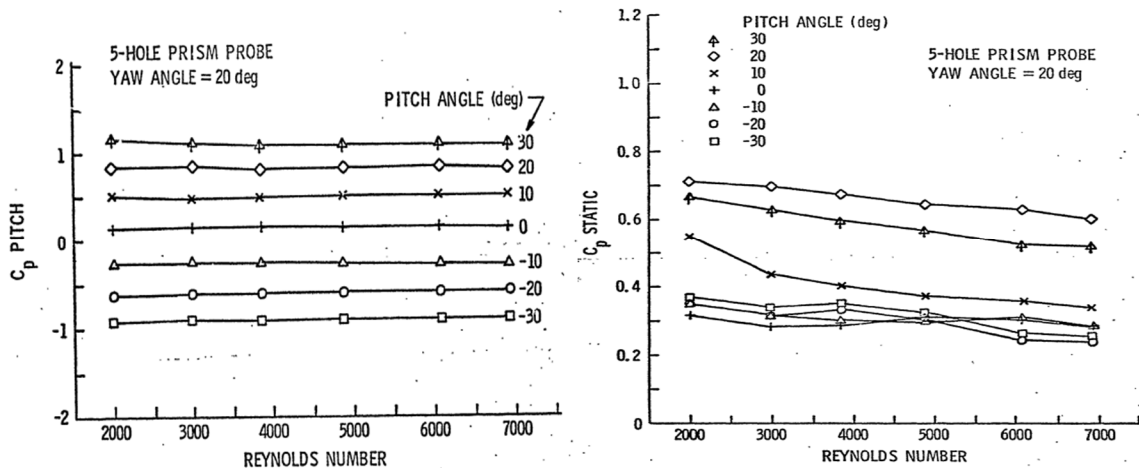 5-HOLE PRISM PROBE
YAW ANGLE = 20 deg
PITCH ANGLE (deg)
2
1
0
-1
-2
C_p PITCH
30
20
10
0
-10
-20
-30
2000 3000 4000 5000 6000 7000
REYNOLDS NUMBER
PITCH ANGLE (deg)
30
20
10
0
-10
-20
-30
5-HOLE PRISM PROBE
YAW ANGLE = 20 deg
1.2
1.0
0.8
0.6
0.4
0.2
0
C_p STATIC
2000 3000 4000 5000 6000 7000
REYNOLDS NUMBER